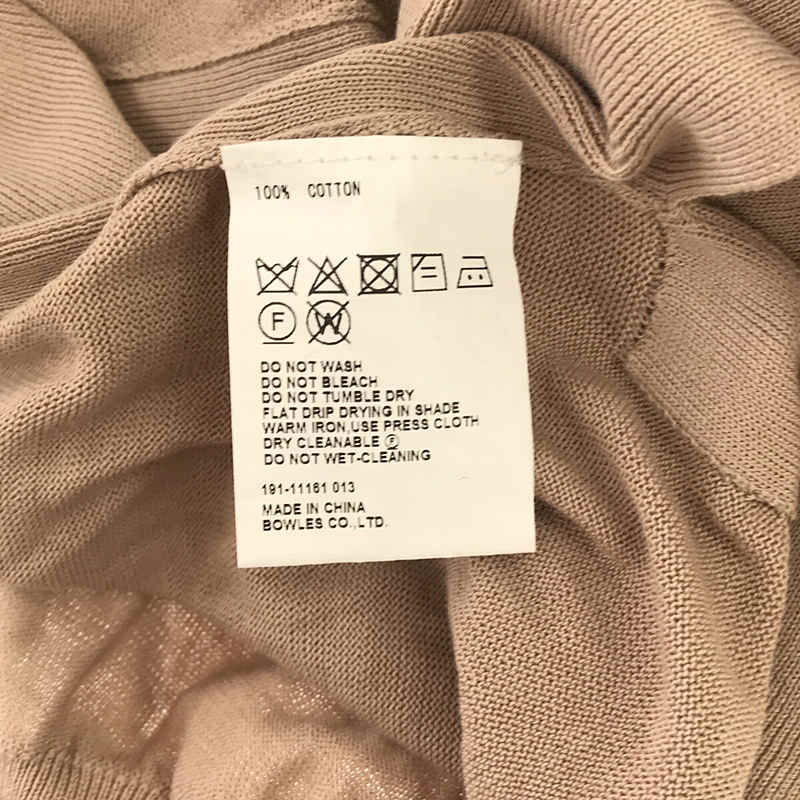 100% COTTON
F
W
DO NOT WASH
DO NOT BLEACH
DO NOT TUMBLE DRY
FLAT DRIP DRYING IN SHADE
WARM IRON,USE PRESS CLOTH
DRY CLEANABLE Ⓕ
DO NOT WET-CLEANING
191-11161 013
MADE IN CHINA
BOWLES CO.,LTD.